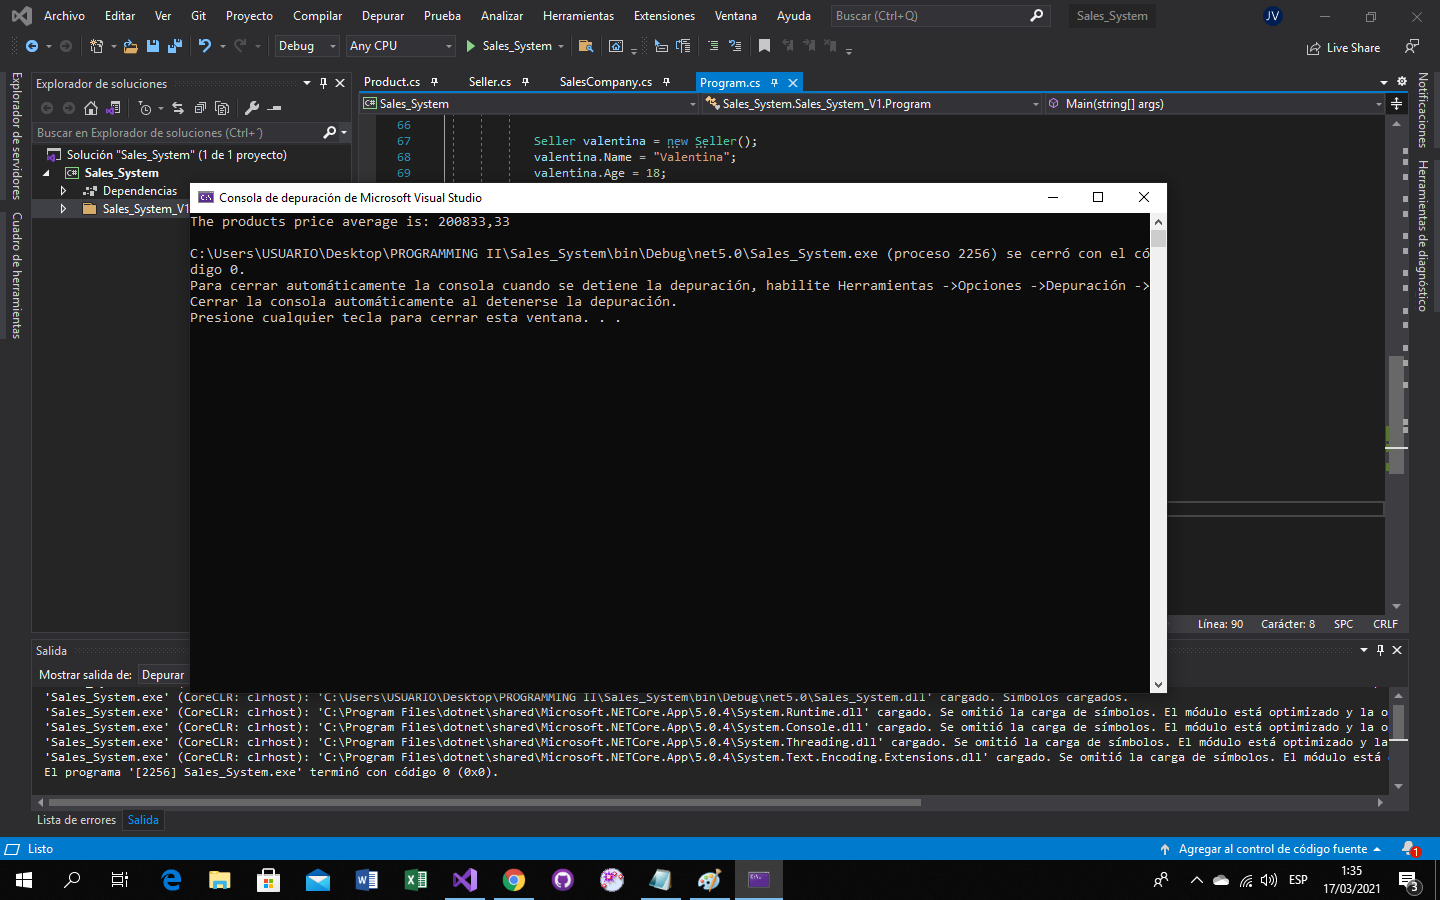 Archivo Editar Ver Git Proyecto Compilar Depurar Prueba Analizar Herramientas Extensiones Ventana Ayuda Buscar (Ctrl+Q) Sales_System JV
Debug Any CPU Sales_System Live Share
Explorador de servidores
Cuadro de herramientas
Explorador de soluciones
Buscar en Explorador de soluciones (Ctrl+´)
Solución "Sales_System" (1 de 1 proyecto)
C# Sales_System
Dependencias
Sales_System_V1
Product.cs Seller.cs SalesCompany.cs Program.cs
C# Sales_System Sales_System.Sales_System_V1.Program Main(string[] args)
66
67 Seller valentina = new Seller();
68 valentina.Name = "Valentina";
69 valentina.Age = 18;
Notificaciones
Herramientas de diagnóstico
Consola de depuración de Microsoft Visual Studio
The products price average is: 200833,33
C:\Users\USUARIO\Desktop\PROGRAMMING II\Sales_System\bin\Debug\net5.0\Sales_System.exe (proceso 2256) se cerró con el có
digo 0.
Para cerrar automáticamente la consola cuando se detiene la depuración, habilite Herramientas ->Opciones ->Depuración ->
Cerrar la consola automáticamente al detenerse la depuración.
Presione cualquier tecla para cerrar esta ventana. . .
Línea: 90 Carácter: 8 SPC CRLF
Salida
Mostrar salida de: Depurar
'Sales_System.exe' (CoreCLR: clrhost): 'C:\Users\USUARIO\Desktop\PROGRAMMING II\Sales_System\bin\Debug\net5.0\Sales_System.dll' cargado. Símbolos cargados.
'Sales_System.exe' (CoreCLR: clrhost): 'C:\Program Files\dotnet\shared\Microsoft.NETCore.App\5.0.4\System.Runtime.dll' cargado. Se omitió la carga de símbolos. El módulo está optimizado y la o
'Sales_System.exe' (CoreCLR: clrhost): 'C:\Program Files\dotnet\shared\Microsoft.NETCore.App\5.0.4\System.Console.dll' cargado. Se omitió la carga de símbolos. El módulo está optimizado y la o
'Sales_System.exe' (CoreCLR: clrhost): 'C:\Program Files\dotnet\shared\Microsoft.NETCore.App\5.0.4\System.Threading.dll' cargado. Se omitió la carga de símbolos. El módulo está optimizado y la
'Sales_System.exe' (CoreCLR: clrhost): 'C:\Program Files\dotnet\shared\Microsoft.NETCore.App\5.0.4\System.Text.Encoding.Extensions.dll' cargado. Se omitió la carga de símbolos. El módulo está
El programa '[2256] Sales_System.exe' terminó con código 0 (0x0).
Lista de errores Salida
Listo Agregar al control de código fuente 1
ESP 1:35
17/03/2021 3